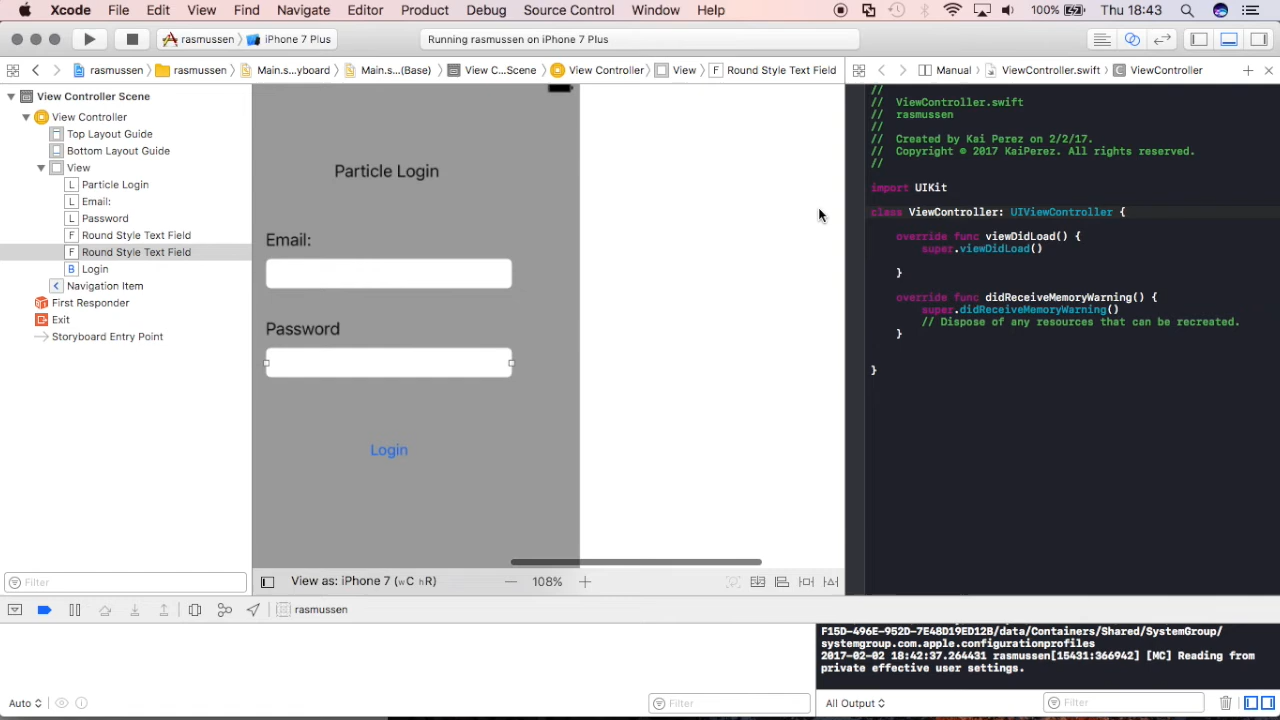 Xcode File Edit View Find Navigate Editor Product Debug Source Control Window Help 100% Thu 18:43
rasmussen iPhone 7 Plus Running rasmussen on iPhone 7 Plus
rasmussen rasmussen Main.s...yboard Main.s...(Base) View C...Scene View Controller View F Round Style Text Field Manual ViewController.swift ViewController
View Controller Scene
View Controller
Top Layout Guide
Bottom Layout Guide
View
L Particle Login
L Email:
L Password
F Round Style Text Field
F Round Style Text Field
B Login
Navigation Item
First Responder
Exit
Storyboard Entry Point
Filter
Particle Login
Email:
Password
Login
View as: iPhone 7 (wC hR) 108%
//
// ViewController.swift
// rasmussen
//
// Created by Kai Perez on 2/2/17.
// Copyright © 2017 KaiPerez. All rights reserved.
//
import UIKit
class ViewController: UIViewController {
override func viewDidLoad() {
super.viewDidLoad()
}
override func didReceiveMemoryWarning() {
super.didReceiveMemoryWarning()
// Dispose of any resources that can be recreated.
}
}
rasmussen
F15D-496E-952D-7E48D19ED12B/data/Containers/Shared/SystemGroup/
systemgroup.com.apple.configurationprofiles
2017-02-02 18:42:37.264431 rasmussen[15431:366942] [MC] Reading from
private effective user settings.
Auto Filter All Output Filter